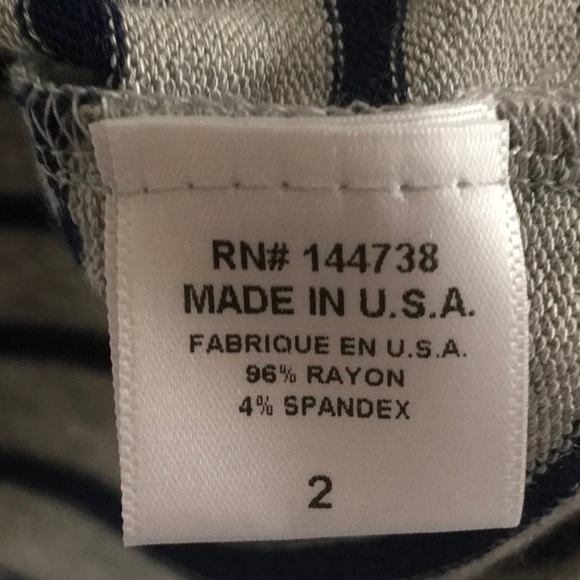 RN# 144738
MADE IN U.S.A.
FABRIQUE EN U.S.A.
96% RAYON
4% SPANDEX
2